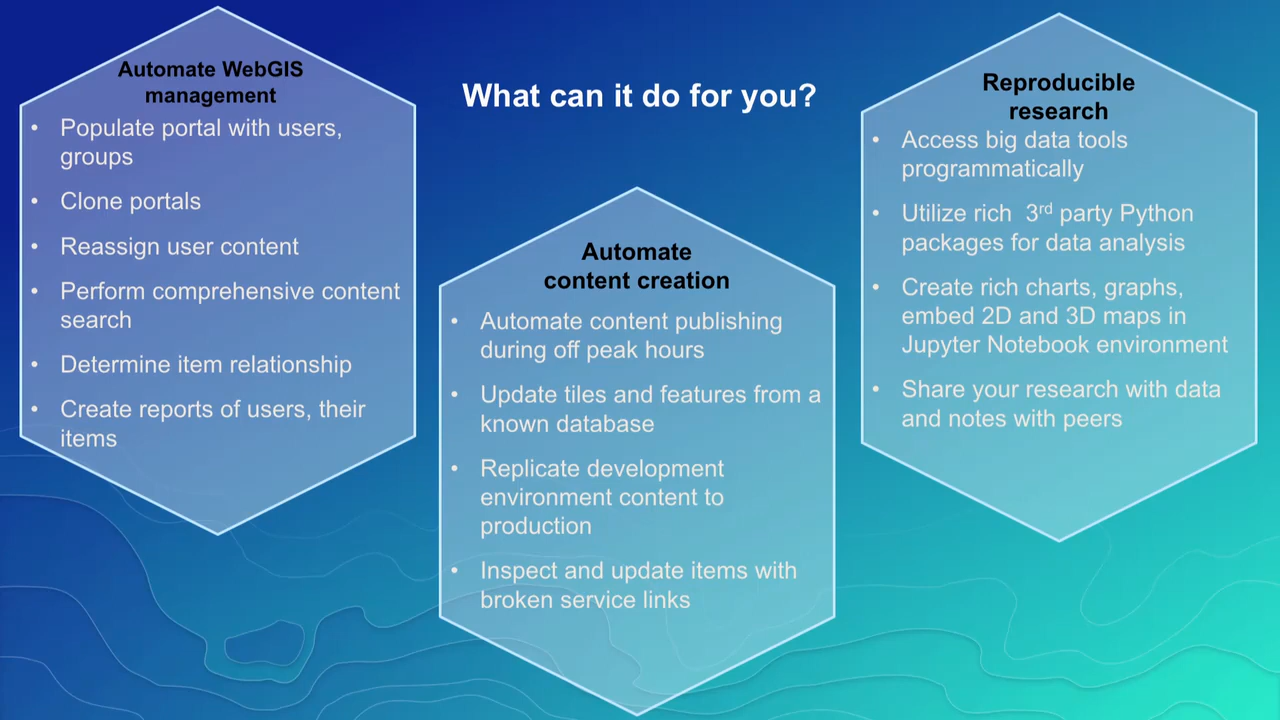 What can it do for you?
Automate WebGIS
management
• Populate portal with users,
groups
• Clone portals
• Reassign user content
• Perform comprehensive content
search
• Determine item relationship
• Create reports of users, their
items
Automate
content creation
• Automate content publishing
during off peak hours
• Update tiles and features from a
known database
• Replicate development
environment content to
production
• Inspect and update items with
broken service links
Reproducible
research
• Access big data tools
programmatically
• Utilize rich 3rd party Python
packages for data analysis
• Create rich charts, graphs,
embed 2D and 3D maps in
Jupyter Notebook environment
• Share your research with data
and notes with peers